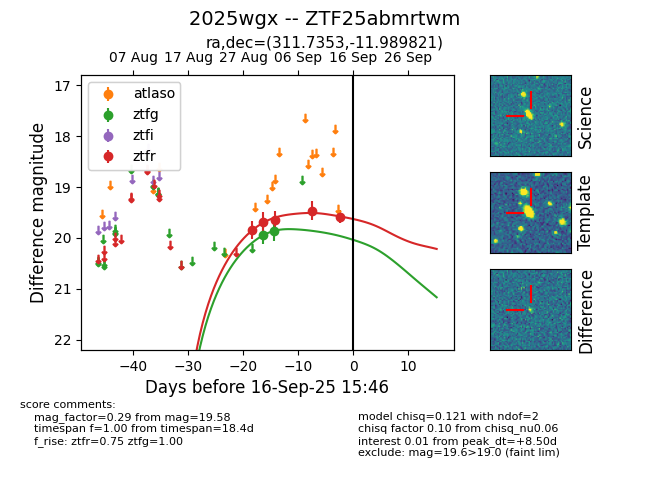 2025wgx -- ZTF25abmrtwm
ra,dec=(311.7353,-11.989821)
07 Aug 17 Aug 27 Aug 06 Sep 16 Sep 26 Sep
17
18
19
20
21
22
Difference magnitude
atlaso
ztfg
ztfi
ztfr
−40 −30 −20 −10 0 10
Days before 16-Sep-25 15:46
Science
Template
Difference
score comments:
mag_factor=0.29 from mag=19.58
timespan f=1.00 from timespan=18.4d
f_rise: ztfr=0.75 ztfg=1.00
model chisq=0.121 with ndof=2
chisq factor 0.10 from chisq_nu0.06
interest 0.01 from peak_dt=+8.50d
exclude: mag=19.6>19.0 (faint lim)